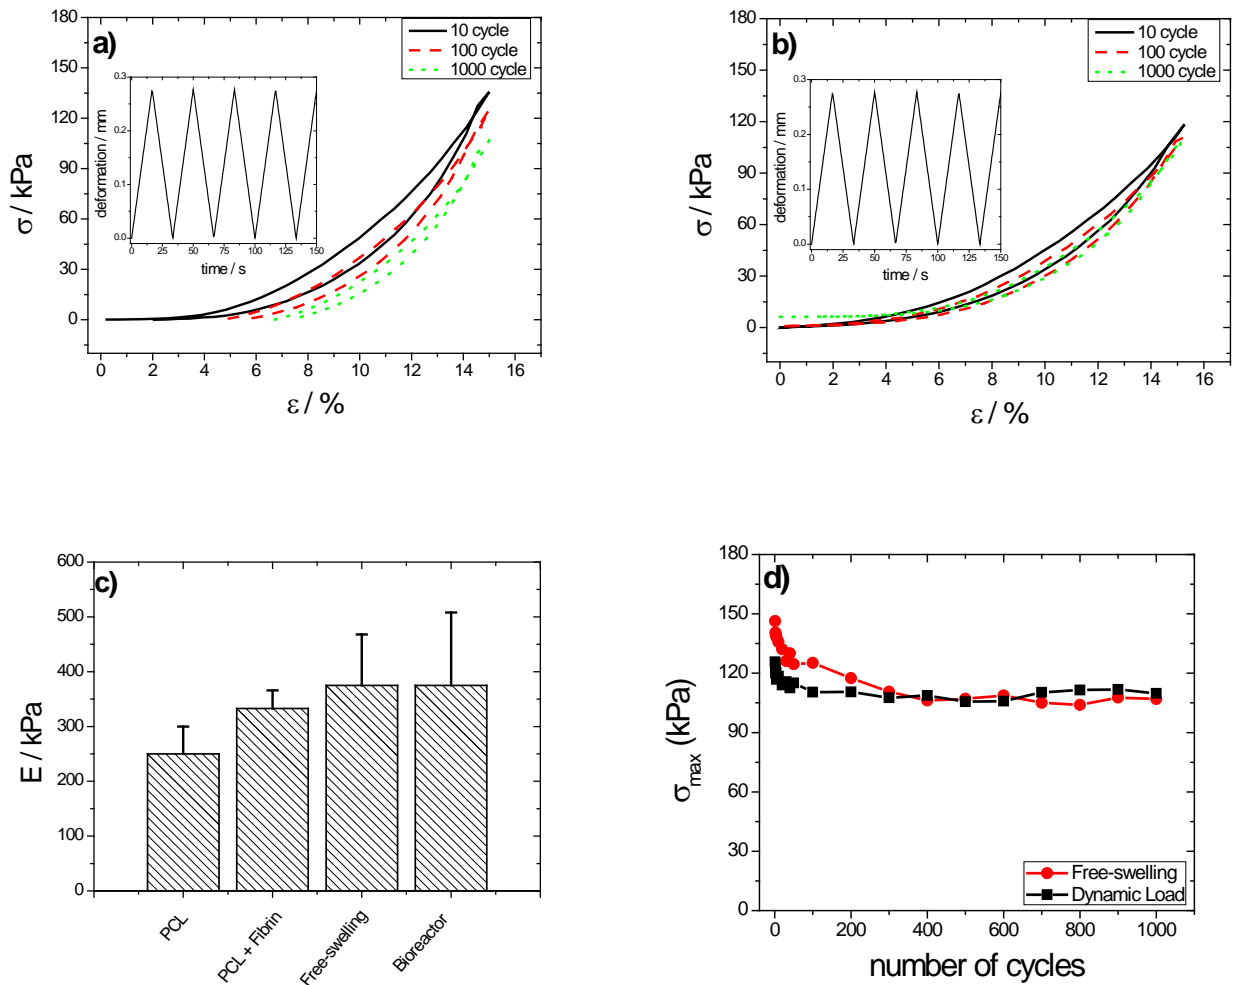 a)
10 cycle
100 cycle
1000 cycle
180
150
120
90
60
30
0
σ / kPa
0 2 4 6 8 10 12 14 16
ε / %
0.3
0.2
0.1
0.0
deformation / mm
0 25 50 75 100 125 150
time / s
b)
10 cycle
100 cycle
1000 cycle
180
150
120
90
60
30
0
σ / kPa
0 2 4 6 8 10 12 14 16
ε / %
0.3
0.2
0.1
0.0
deformation / mm
0 25 50 75 100 125 150
time / s
c)
600
500
400
300
200
100
0
E / kPa
PCL
PCL + Fibrin
Free-swelling
Bioreactor
d)
180
150
120
90
60
30
0
σmax (kPa)
Free-swelling
Dynamic Load
0 200 400 600 800 1000
number of cycles